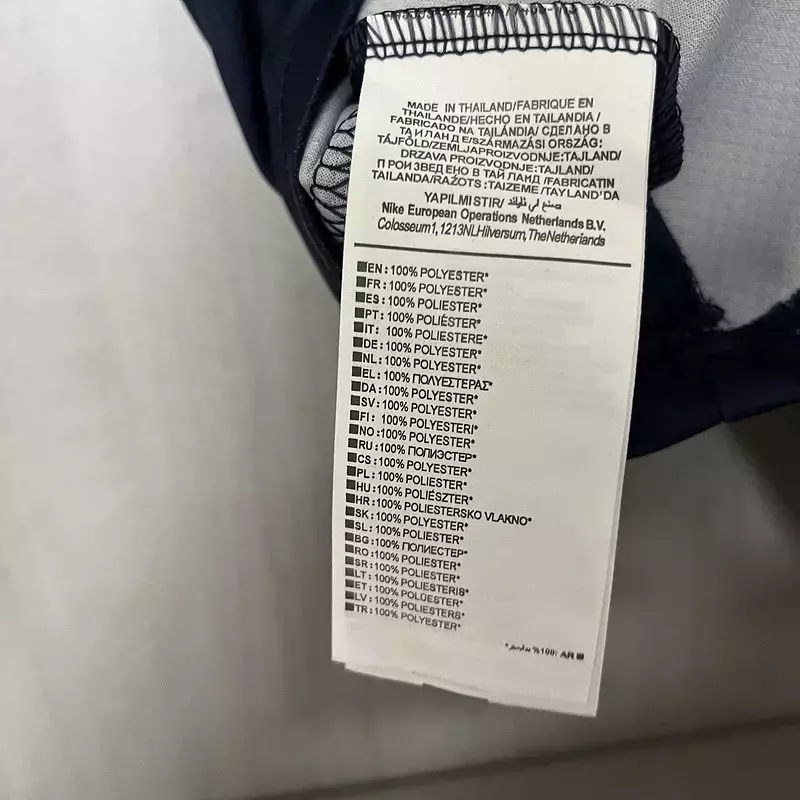 MADE IN THAILAND/FABRIQUE EN
THAILANDE/HECHO EN TAILANDIA/
FABRICADO NA TAJLÂNDIA/ СДЕЛАНО В
ТАИЛАНДЕ/SZÁRMAZÁSI ORSZÁG:
TÁJFÖLD/ZEMLJAPROIZVODNJE:TAJLAND/
DRZAVA PROIZVODNJE:TAJLAND/
ПРОИЗВЕДЕНО В ТАЙЛАНД /FABRICATIN
TAILANDA/RAŽOTS :TAIZEME/TAYLAND'DA
YAPILMISTIR/ صنع في تايلاند
Nike European Operations Netherlands B.V.
Colosseum1, 1213NLHilversum,TheNetherlands
EN: 100% POLYESTER*
FR: 100% POLYESTER*
ES: 100% POLIESTER*
PT: 100% POLIÉSTER*
IT: 100% POLIESTERE*
DE: 100% POLYESTER*
NL: 100% POLYESTER*
EL: 100% ΠΟΛΥΕΣΤΕΡΑΣ*
DA: 100% POLYESTER*
SV: 100% POLYESTER*
FI: 100% POLYESTERI*
NO: 100% POLYESTER*
RU: 100% ПОЛИЭСТЕР*
CS: 100% POLYESTER*
PL: 100% POLIESTER*
HU: 100% POLIÉSZTER*
HR: 100% POLIESTERSKO VLAKNO*
SK: 100% POLYESTER*
SL: 100% POLIESTER*
BG: 100% ПОЛИЕСТЕР*
RO: 100% POLIESTER*
SR: 100% POLIESTER*
LT: 100% POLIESTERIS*
ET: 100% POLÜESTER*
LV: 100% POLIESTERS*
TR: 100% POLYESTER*
AR :%100 بوليستر*